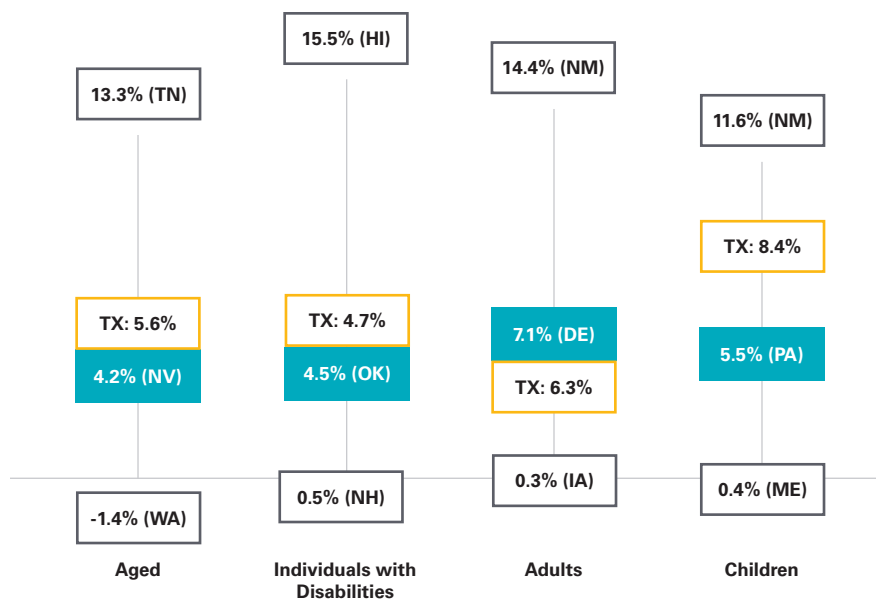 15.5% (HI)
14.4% (NM)
13.3% (TN)
11.6% (NM)
TX: 8.4%
TX: 5.6%
TX: 4.7%
7.1% (DE)
5.5% (PA)
4.2% (NV)
4.5% (OK)
TX: 6.3%
0.3% (IA)
0.5% (NH)
0.4% (ME)
-1.4% (WA)
Aged
Individuals with
Disabilities
Adults
Children